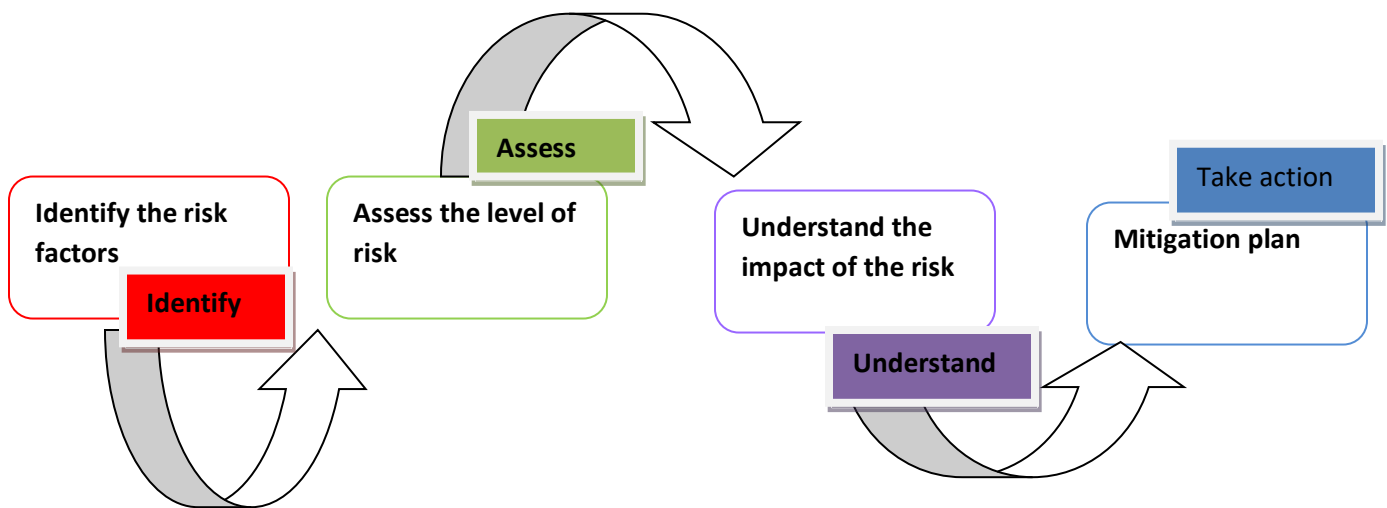 Identify the risk
factors
Identify
Assess
Assess the level of
risk
Understand the
impact of the risk
Understand
Take action
Mitigation plan